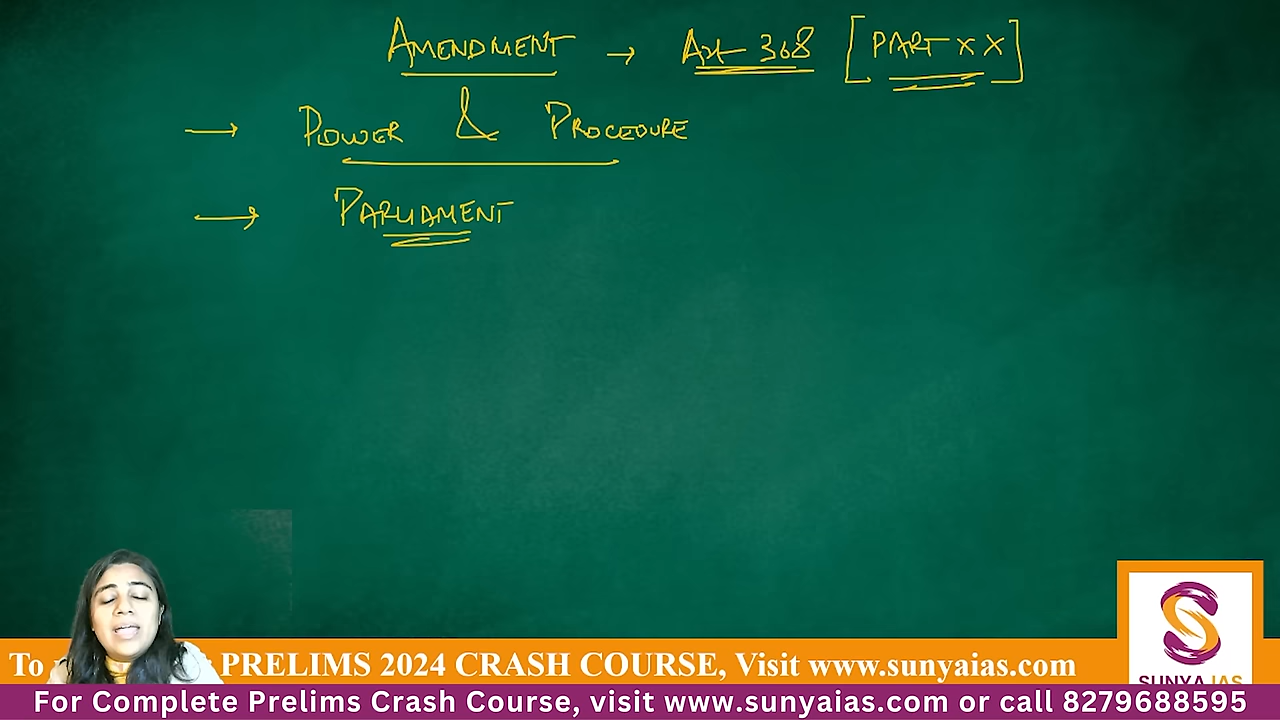 AMENDMENT → Art 368 [PART XX]
→ POWER & PROCEDURE
→ PARLIAMENT
SUNYA IAS
To PRELIMS 2024 CRASH COURSE, Visit www.sunyaias.com
For Complete Prelims Crash Course, visit www.sunyaias.com or call 8279688595